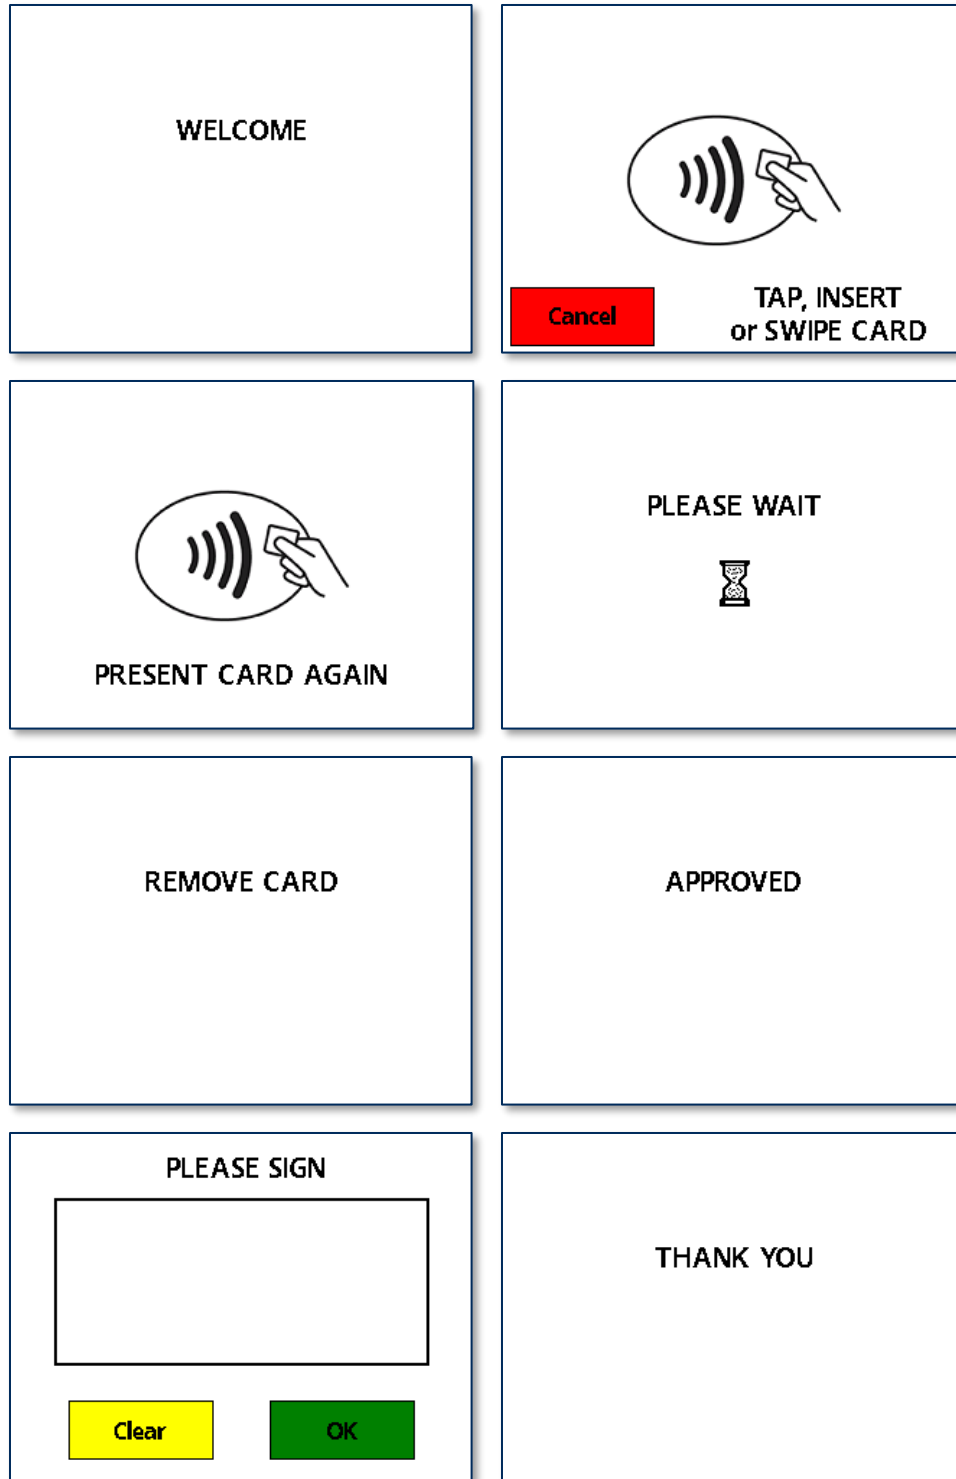 WELCOME
TAP, INSERT
or SWIPE CARD
Cancel
PRESENT CARD AGAIN
PLEASE WAIT
REMOVE CARD
APPROVED
PLEASE SIGN
Clear
OK
THANK YOU